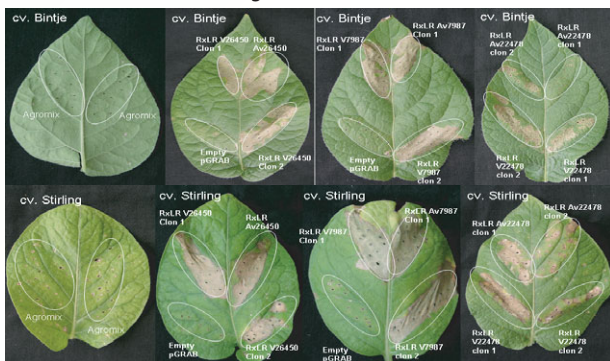 cv. Bintje
Agromix
Agromix
cv. Bintje
RxLR V26450
Clon 1
RxLR
Av26450
Empty
pGRAB
RxLR V26450
Clon 2
cv. Bintje
RxLR V7987
Clon 1
RxLR Av7987
Empty
pGRAB
RxLR V7987
clon 2
cv. Bintje
RxLR
Av22478
clon 2
RxLR
Av22478
clon 1
RxLR
V22478
clon 2
RxLR
V22478
clon 1
cv. Stirling
Agromix
Agromix
cv. Stirling
RxLR V26450
Clon 1
RxLR
Av26450
Empty
pGRAB
RxLR V26450
Clon 2
cv. Stirling
RxLR V7987
Clon 1
RxLR Av7987
Empty
pGRAB
RxLR V7987
clon 2
cv. Stirling
RxLR Av22478
clon 1
RxLR Av22478
clon 2
RxLR V22478
clon 1
RxLR V22478
clon 2